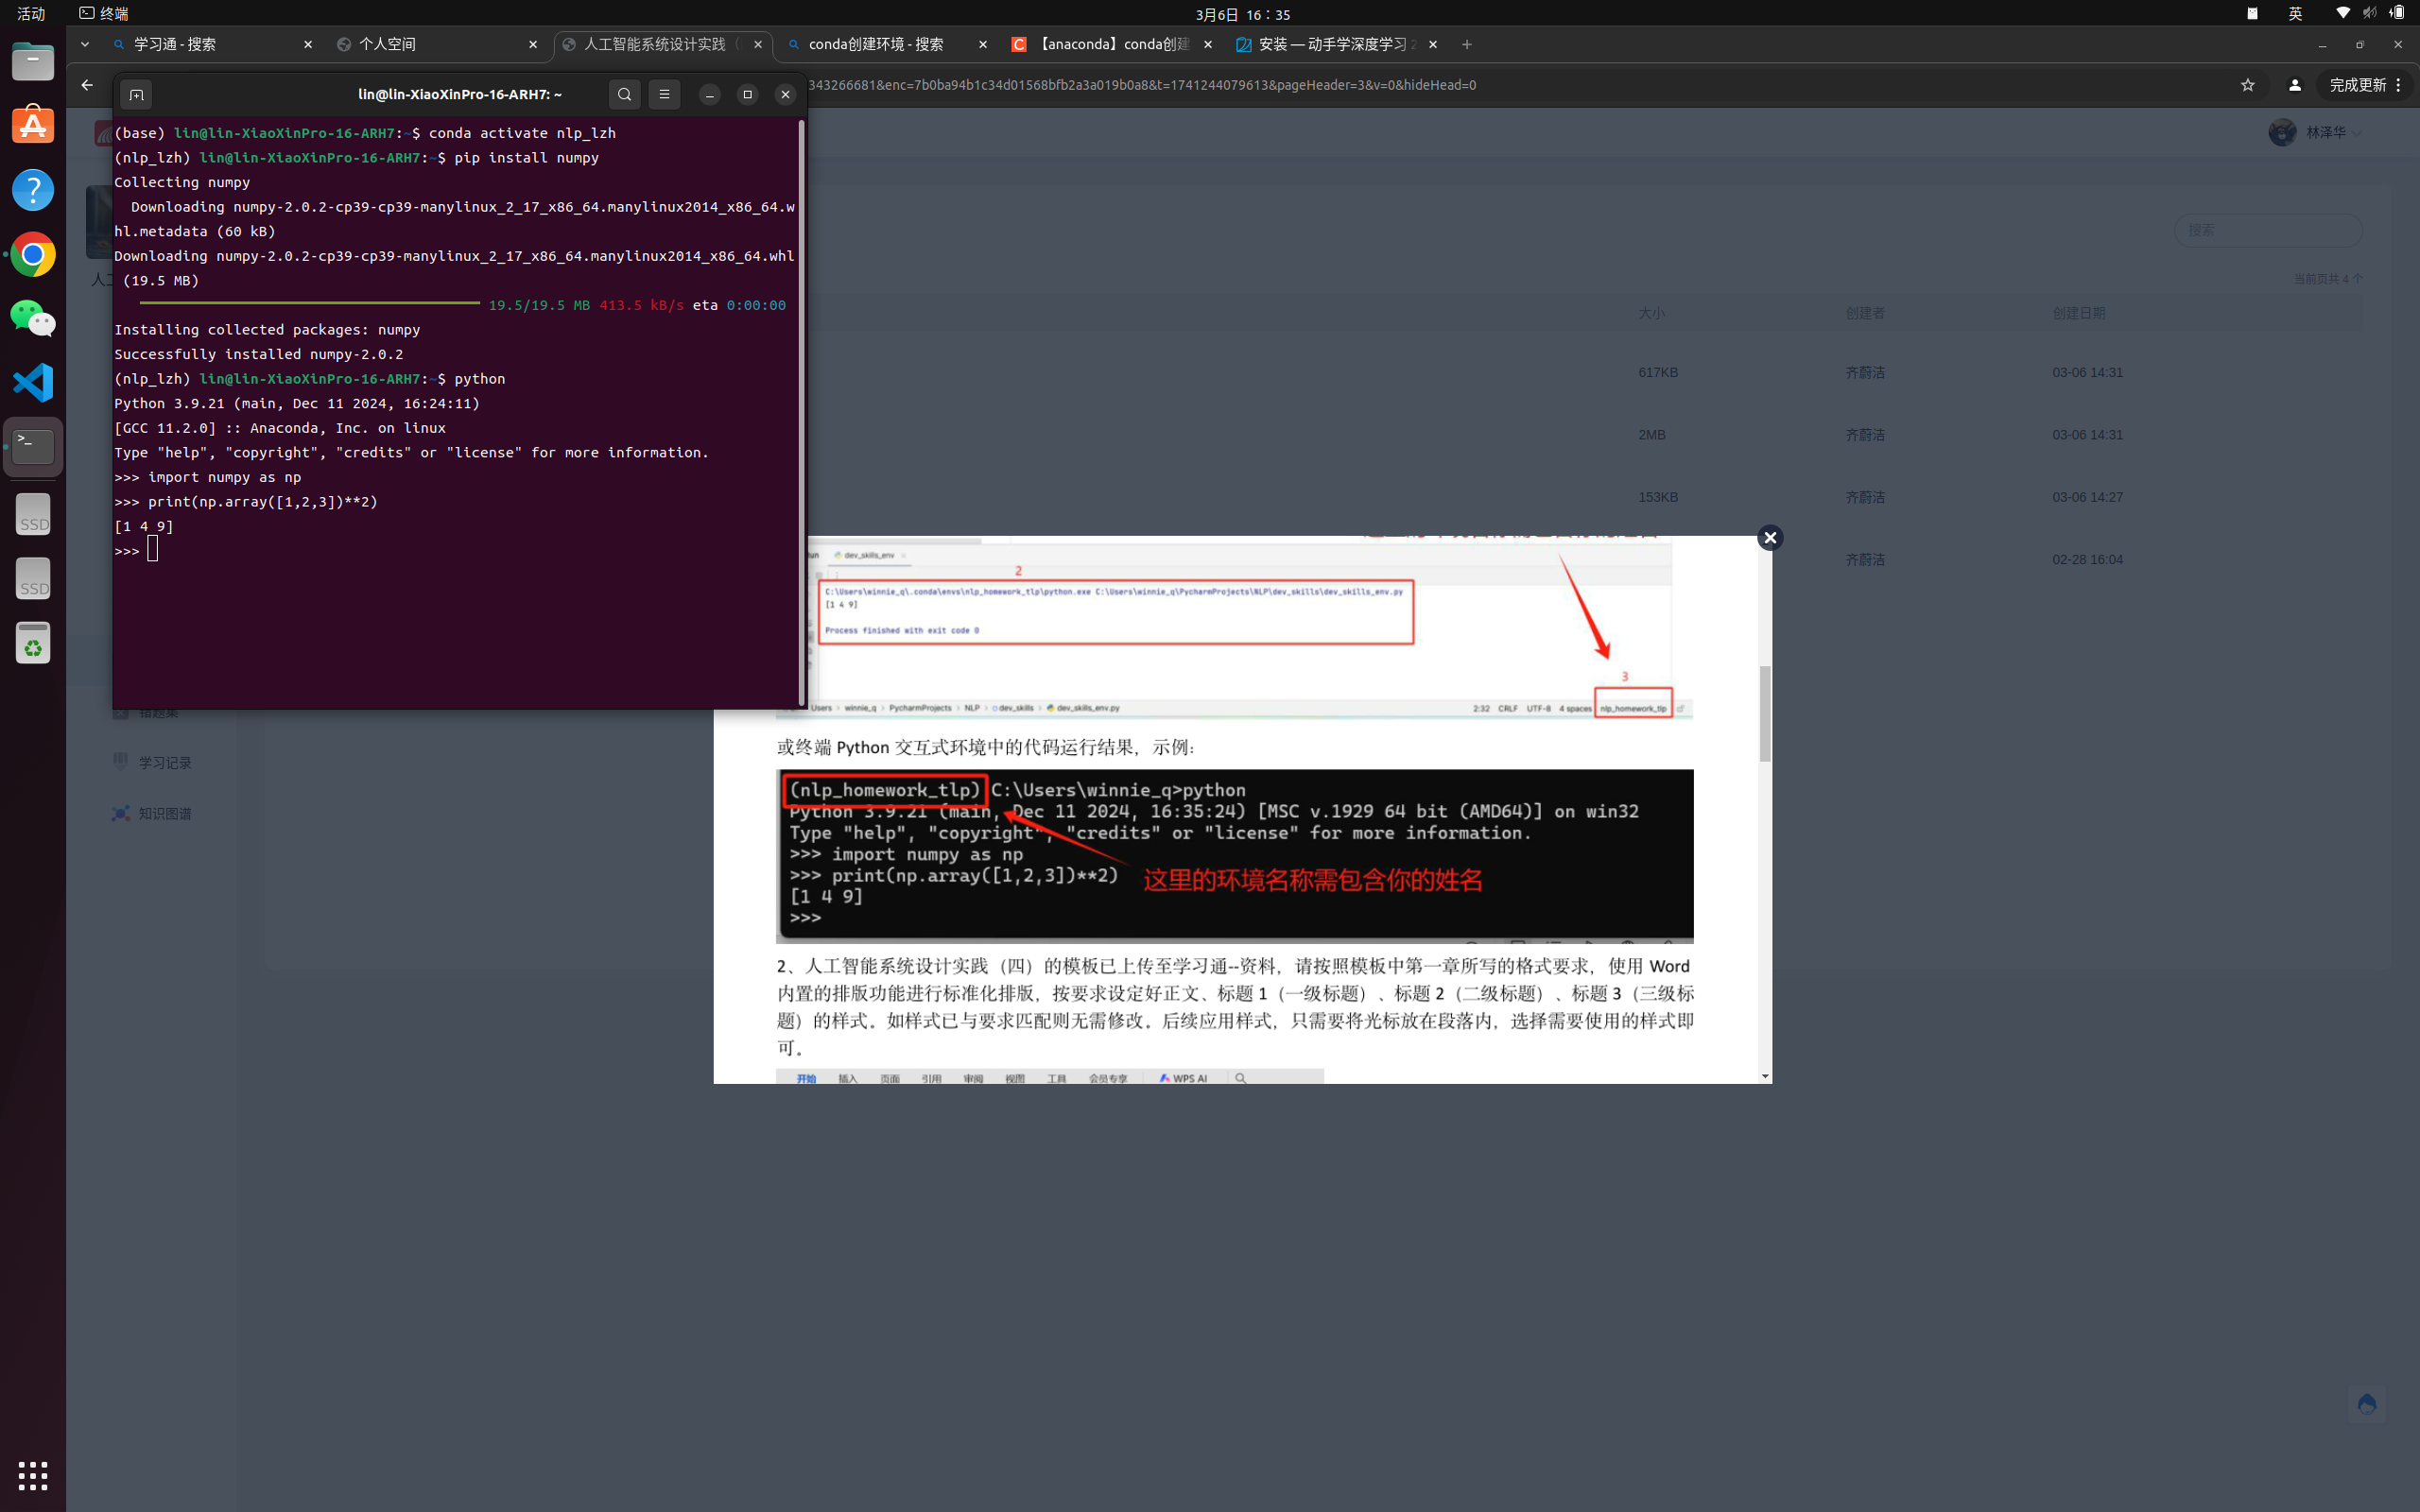 活动
终端
3月6日 16：35
英
学习通 - 搜索
个人空间
人工智能系统设计实践（
conda创建环境 - 搜索
【anaconda】conda创建
安装 — 动手学深度学习 2
343266681&enc=7b0ba94b1c34d01568bfb2a3a019b0a8&t=1741244079613&pageHeader=3&v=0&hideHead=0
完成更新
lin@lin-XiaoXinPro-16-ARH7: ~
(base) lin@lin-XiaoXinPro-16-ARH7:~$ conda activate nlp_lzh
(nlp_lzh) lin@lin-XiaoXinPro-16-ARH7:~$ pip install numpy
Collecting numpy
Downloading numpy-2.0.2-cp39-cp39-manylinux_2_17_x86_64.manylinux2014_x86_64.w
hl.metadata (60 kB)
Downloading numpy-2.0.2-cp39-cp39-manylinux_2_17_x86_64.manylinux2014_x86_64.whl
(19.5 MB)
19.5/19.5 MB 413.5 kB/s eta 0:00:00
Installing collected packages: numpy
Successfully installed numpy-2.0.2
(nlp_lzh) lin@lin-XiaoXinPro-16-ARH7:~$ python
Python 3.9.21 (main, Dec 11 2024, 16:24:11)
[GCC 11.2.0] :: Anaconda, Inc. on linux
Type "help", "copyright", "credits" or "license" for more information.
>>> import numpy as np
>>> print(np.array([1,2,3])**2)
[1 4 9]
>>>
林泽华
搜索
当前页共 4 个
大小 创建者 创建日期
617KB 齐蔚洁 03-06 14:31
2MB 齐蔚洁 03-06 14:31
153KB 齐蔚洁 03-06 14:27
齐蔚洁 02-28 16:04
SSD
SSD
人工
错题集
学习记录
知识图谱
dev_skills_env
2
C:\Users\winnie_q\.conda\envs\nlp_homework_tlp\python.exe C:\Users\winnie_q\PycharmProjects\NLP\dev_skills\dev_skills_env.py
[1 4 9]
Process finished with exit code 0
3
Users > winnie_q > PycharmProjects > NLP > dev_skills > dev_skills_env.py
2:32 CRLF UTF-8 4 spaces nlp_homework_tlp
或终端 Python 交互式环境中的代码运行结果，示例：
(nlp_homework_tlp) C:\Users\winnie_q>python
Python 3.9.21 (main, Dec 11 2024, 16:35:24) [MSC v.1929 64 bit (AMD64)] on win32
Type "help", "copyright", "credits" or "license" for more information.
>>> import numpy as np
>>> print(np.array([1,2,3])**2)
这里的环境名称需包含你的姓名
[1 4 9]
>>>
2、人工智能系统设计实践（四）的模板已上传至学习通--资料，请按照模板中第一章所写的格式要求，使用 Word
内置的排版功能进行标准化排版，按要求设定好正文、标题 1（一级标题）、标题 2（二级标题）、标题 3（三级标
题）的样式。如样式已与要求匹配则无需修改。后续应用样式，只需要将光标放在段落内，选择需要使用的样式即
可。
开始 插入 页面 引用 审阅 视图 工具 会员专享 WPS AI